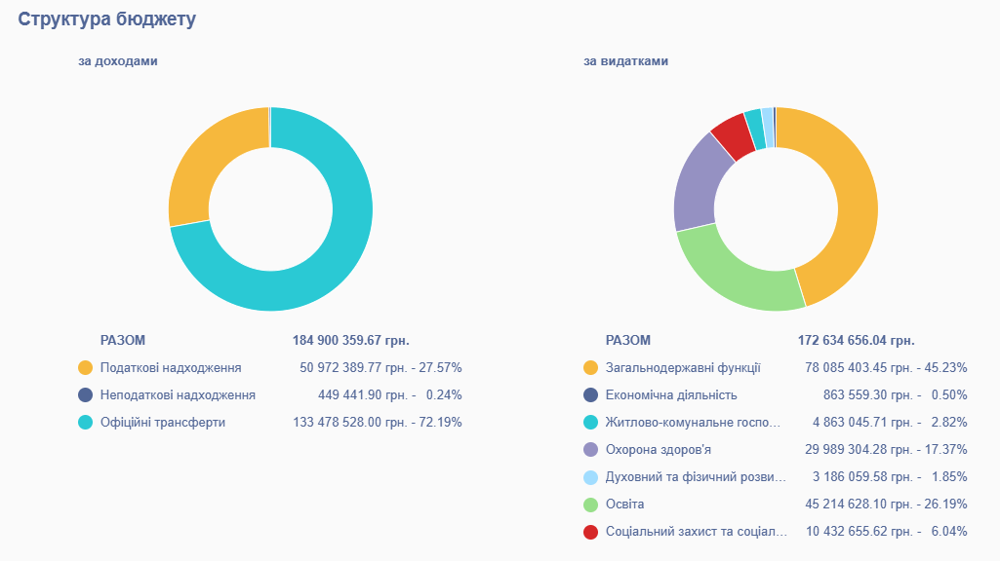 Структура бюджету
за доходами
РАЗОМ 184 900 359.67 грн.
Податкові надходження 50 972 389.77 грн. - 27.57%
Неподаткові надходження 449 441.90 грн. - 0.24%
Офіційні трансферти 133 478 528.00 грн. - 72.19%
за видатками
РАЗОМ 172 634 656.04 грн.
Загальнодержавні функції 78 085 403.45 грн. - 45.23%
Економічна діяльність 863 559.30 грн. - 0.50%
Житлово-комунальне госпо... 4 863 045.71 грн. - 2.82%
Охорона здоров'я 29 989 304.28 грн. - 17.37%
Духовний та фізичний розви... 3 186 059.58 грн. - 1.85%
Освіта 45 214 628.10 грн. - 26.19%
Соціальний захист та соціал... 10 432 655.62 грн. - 6.04%